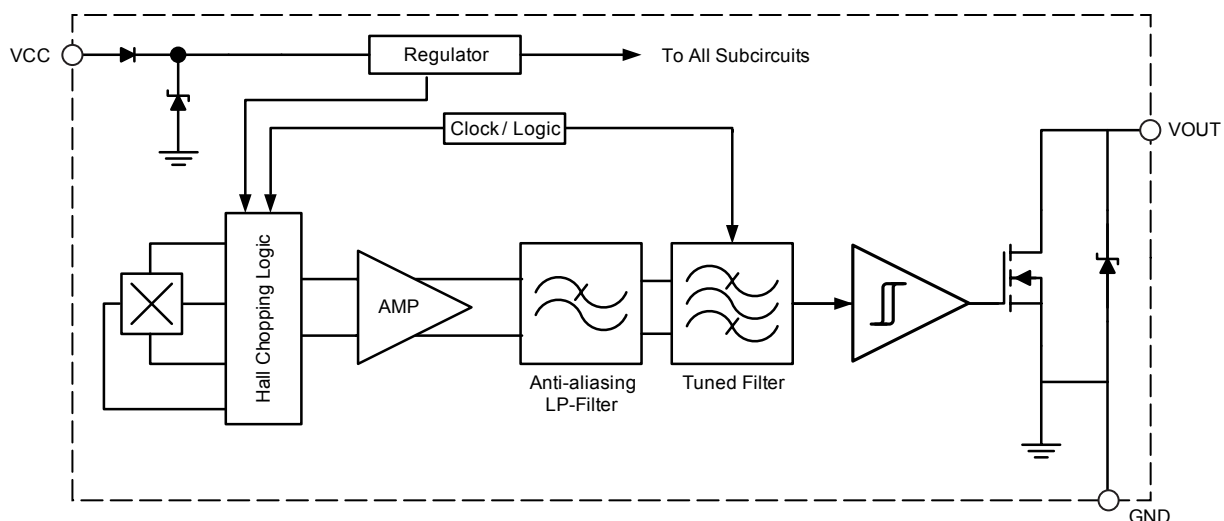 VCC
Regulator
To All Subcircuits
Clock / Logic
VOUT
Hall Chopping Logic
AMP
Anti-aliasing
LP-Filter
Tuned Filter
GND